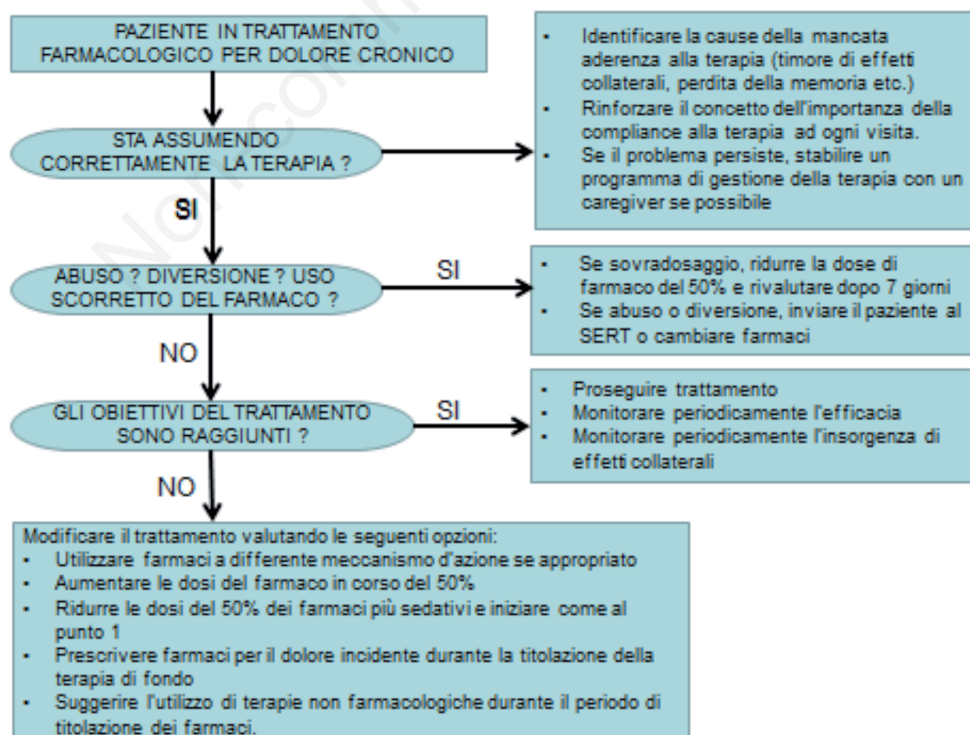 PAZIENTE IN TRATTAMENTO
FARMACOLOGICO PER DOLORE CRONICO
• Identificare la cause della mancata
aderenza alla terapia (timore di effetti
collaterali, perdita della memoria etc.)
• Rinforzare il concetto dell'importanza della
compliance alla terapia ad ogni visita.
• Se il problema persiste, stabilire un
programma di gestione della terapia con un
caregiver se possibile
STA ASSUMENDO
CORRETTAMENTE LA TERAPIA ?
SI
ABUSO ? DIVERSIONE ? USO
SCORRETTO DEL FARMACO ?
SI
• Se sovradosaggio, ridurre la dose di
farmaco del 50% e rivalutare dopo 7 giorni
• Se abuso o diversione, inviare il paziente al
SERT o cambiare farmaci
NO
GLI OBIETTIVI DEL TRATTAMENTO
SONO RAGGIUNTI ?
SI
• Proseguire trattamento
• Monitorare periodicamente l'efficacia
• Monitorare periodicamente l'insorgenza di
effetti collaterali
NO
Modificare il trattamento valutando le seguenti opzioni:
• Utilizzare farmaci a differente meccanismo d'azione se appropriato
• Aumentare le dosi del farmaco in corso del 50%
• Ridurre le dosi del 50% dei farmaci più sedativi e iniziare come al
punto 1
• Prescrivere farmaci per il dolore incidente durante la titolazione della
terapia di fondo
• Suggerire l'utilizzo di terapie non farmacologiche durante il periodo di
titolazione dei farmaci.